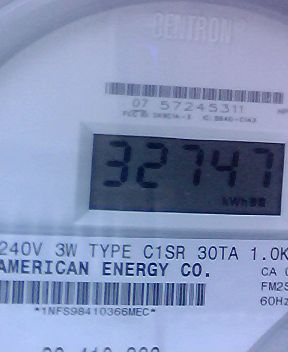 CENTRON
07 57245311
32747
kWh
240V 3W TYPE C1SR 30TA 1.0K
AMERICAN ENERGY CO.
CA
FM2S
60Hz
*1NFS98410366MEC*